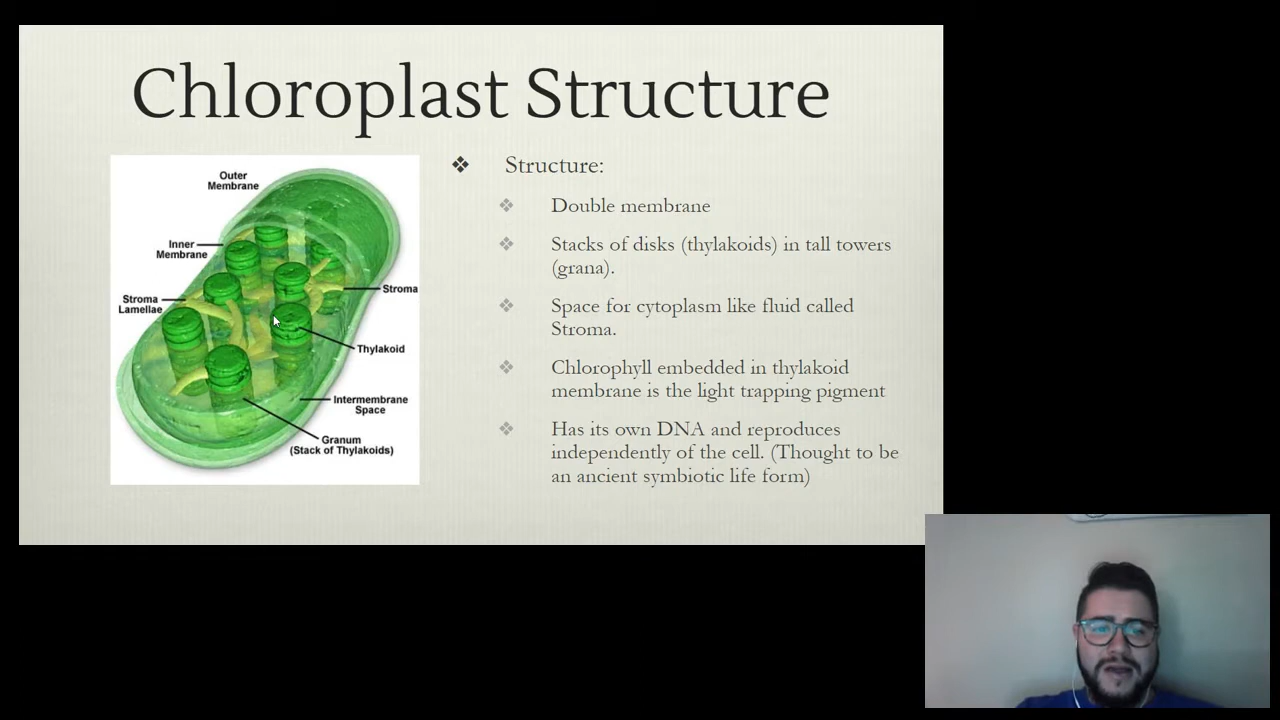 Chloroplast Structure
Outer
Membrane
Inner
Membrane
Stroma
Lamellae
Stroma
Thylakoid
Intermembrane
Space
Granum
(Stack of Thylakoids)
Structure:
Double membrane
Stacks of disks (thylakoids) in tall towers
(grana).
Space for cytoplasm like fluid called
Stroma.
Chlorophyll embedded in thylakoid
membrane is the light trapping pigment
Has its own DNA and reproduces
independently of the cell. (Thought to be
an ancient symbiotic life form)